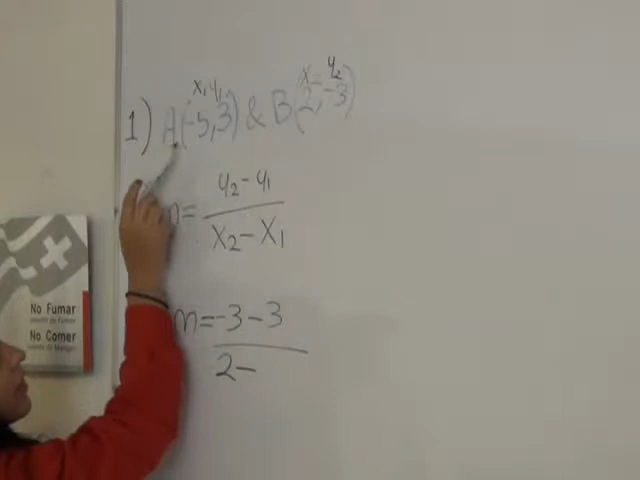 x₁ y₁ x₂ y₂
1) A(-5,3) & B(2,-3)
m= y₂-y₁
x₂-x₁
m=-3-3
2-
No Fumar
No Comer